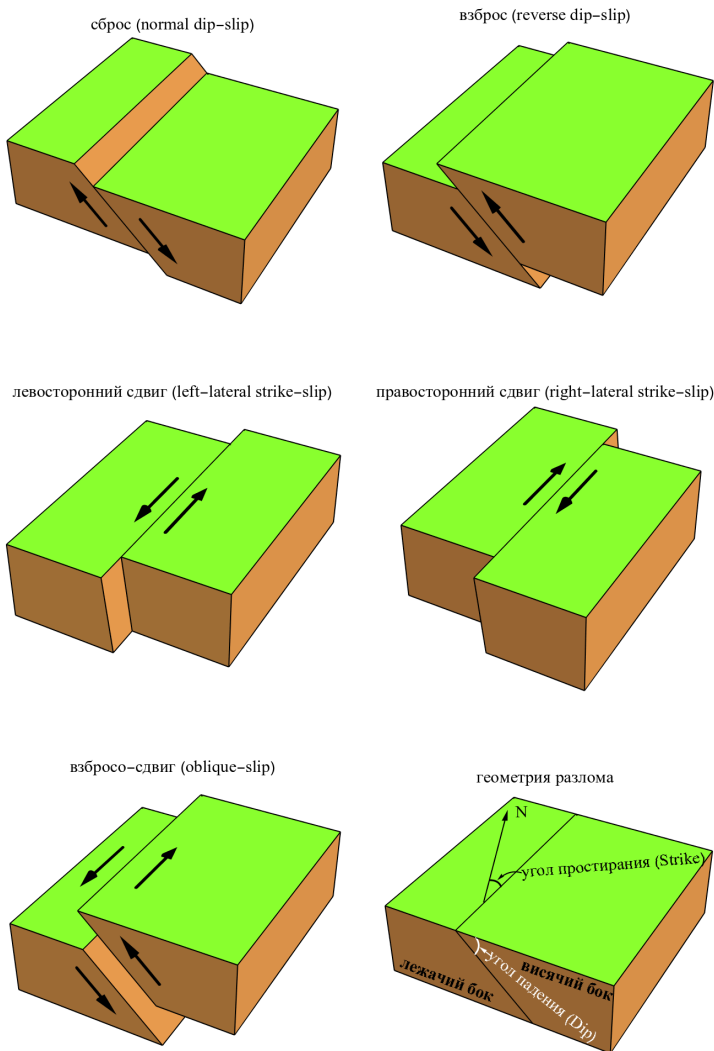 сброс (normal dip-slip)
взброс (reverse dip-slip)
левосторонний сдвиг (left-lateral strike-slip)
правосторонний сдвиг (right-lateral strike-slip)
взбросо-сдвиг (oblique-slip)
геометрия разлома
N
угол простирания (Strike)
угол падения (Dip)
висячий бок
лежачий бок